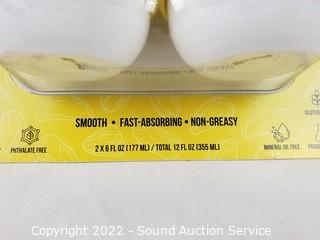 SMOOTH • FAST-ABSORBING • NON-GREASY
2 X 6 FL OZ (177 ML) / TOTAL 12 FL OZ (355 ML)
PHTHALATE FREE
MINERAL OIL FREE
Copyright 2022 - Sound Auction Service